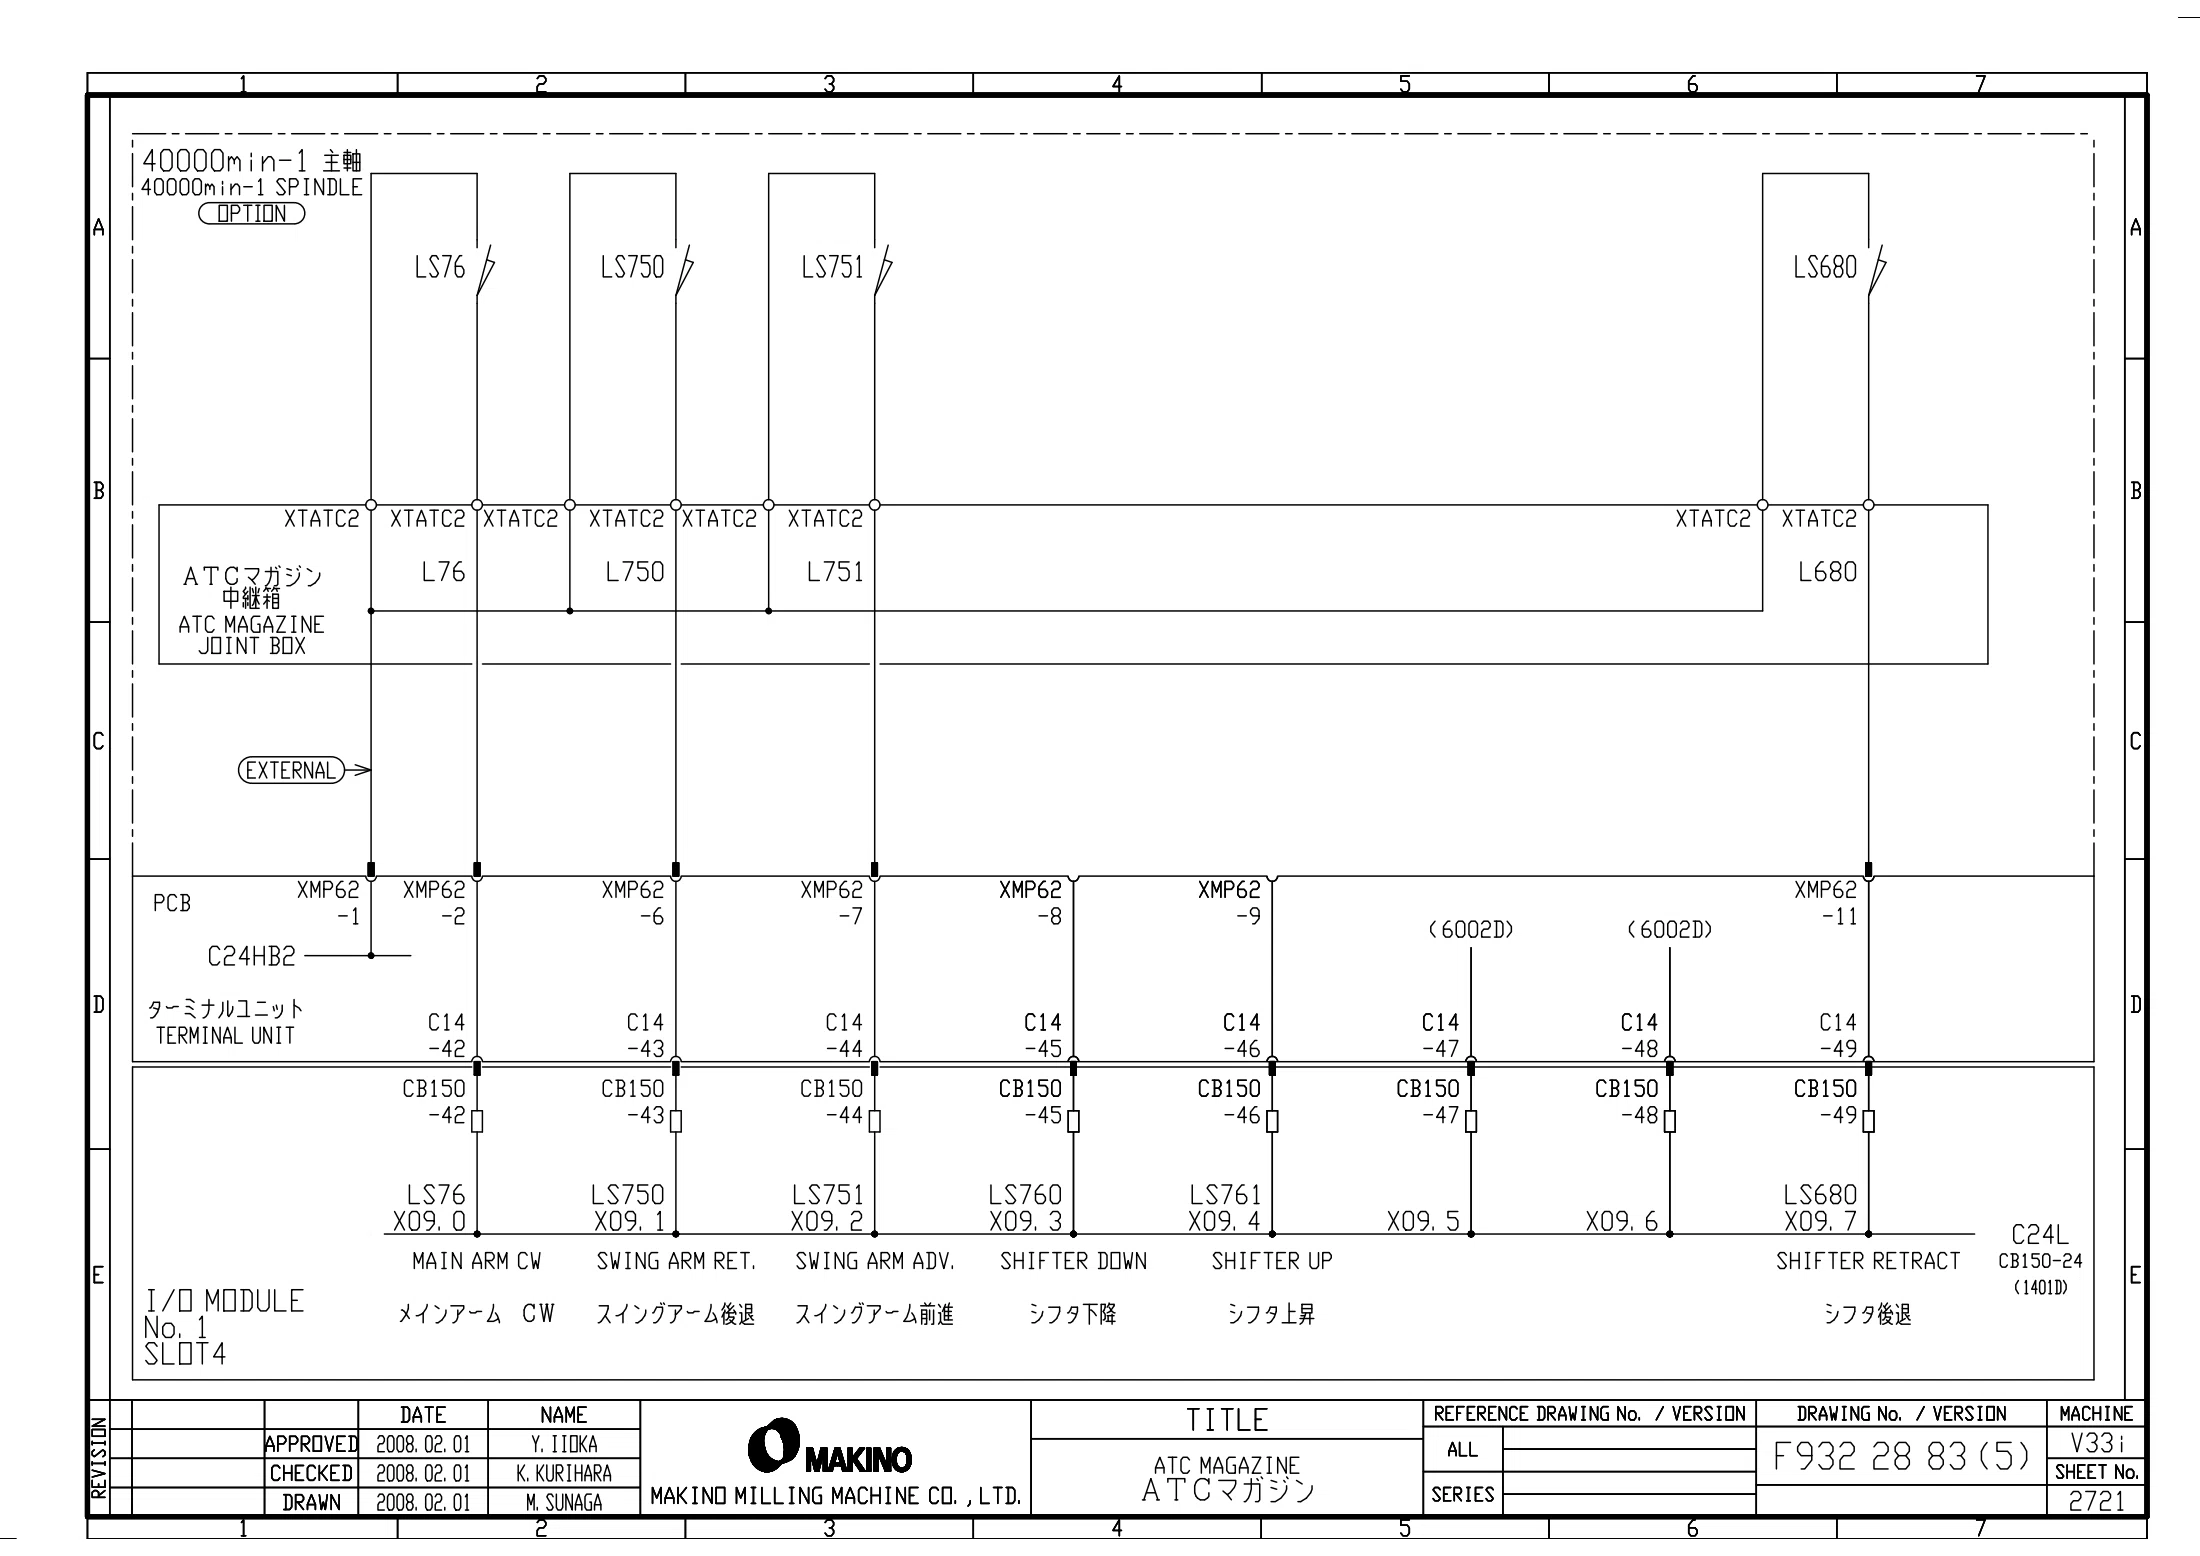 1 2 3 4 5 6 7
40000min-1 主軸
40000min-1 SPINDLE
OPTION
A A
LS76 LS750 LS751 LS680
B B
XTATC2 XTATC2 XTATC2 XTATC2 XTATC2 XTATC2 XTATC2 XTATC2
L76 L750 L751 L680
ATCマガジン
中継箱
ATC MAGAZINE
JOINT BOX
C C
EXTERNAL
PCB
XMP62 XMP62 XMP62 XMP62 XMP62 XMP62 XMP62
-1 -2 -6 -7 -8 -9 -11
(6002D) (6002D)
C24HB2
D D
ターミナルユニット
TERMINAL UNIT
C14 C14 C14 C14 C14 C14 C14 C14
-42 -43 -44 -45 -46 -47 -48 -49
CB150 CB150 CB150 CB150 CB150 CB150 CB150 CB150
-42 -43 -44 -45 -46 -47 -48 -49
LS76 LS750 LS751 LS760 LS761 LS680
X09.0 X09.1 X09.2 X09.3 X09.4 X09.5 X09.6 X09.7
C24L
CB150-24
(1401D)
MAIN ARM CW SWING ARM RET. SWING ARM ADV. SHIFTER DOWN SHIFTER UP SHIFTER RETRACT
E E
メインアーム CW スイングアーム後退 スイングアーム前進 シフタ下降 シフタ上昇 シフタ後退
I/O MODULE
No. 1
SLOT4
REVISION
DATE NAME
APPROVED 2008.02.01 Y. IIOKA
CHECKED 2008.02.01 K. KURIHARA
DRAWN 2008.02.01 M. SUNAGA
MAKINO
MAKINO MILLING MACHINE CO., LTD.
TITLE
ATC MAGAZINE
ATCマガジン
REFERENCE DRAWING No. / VERSION
ALL
SERIES
DRAWING No. / VERSION
F932 28 83(5)
MACHINE
V33i
SHEET No.
2721
1 2 3 4 5 6 7